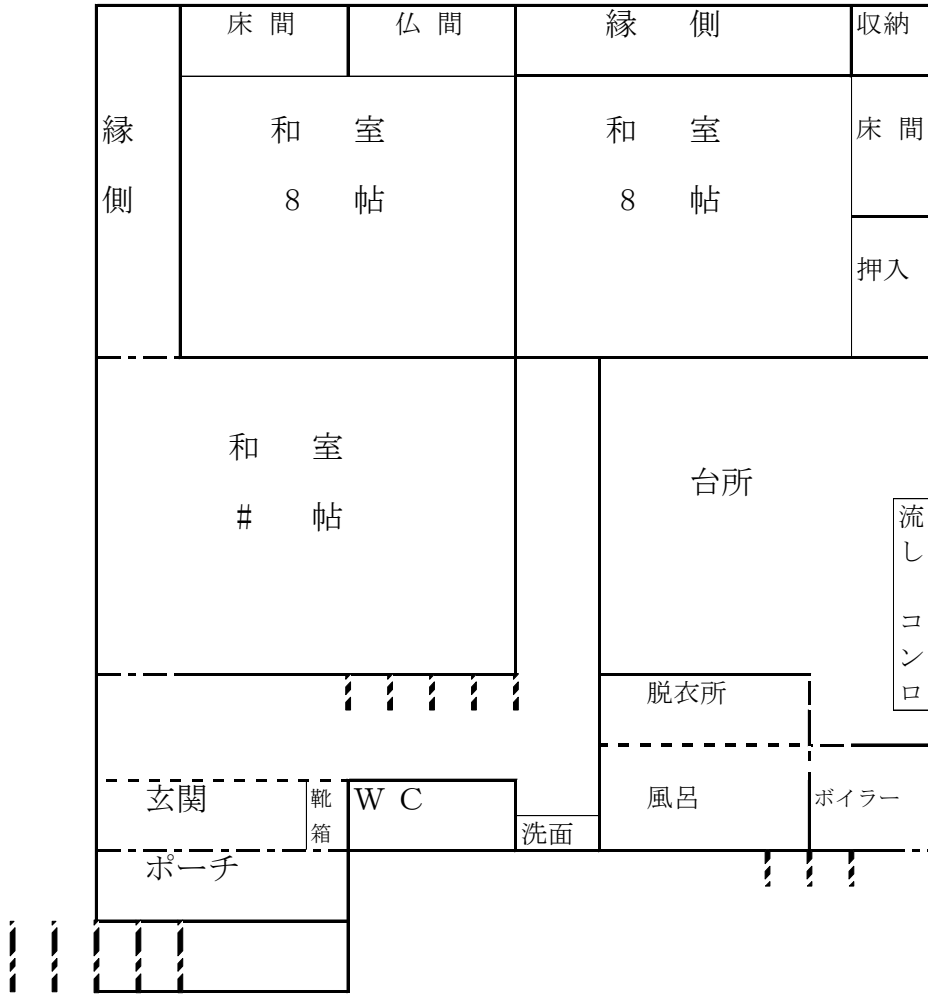 床 間
仏 間
縁 側
収納
縁
側
和 室
8 帖
和 室
8 帖
床 間
押入
和 室
# 帖
台所
流
し
コ
ン
ロ
脱衣所
玄関
靴
箱
W C
洗面
風呂
ボイラー
ポーチ